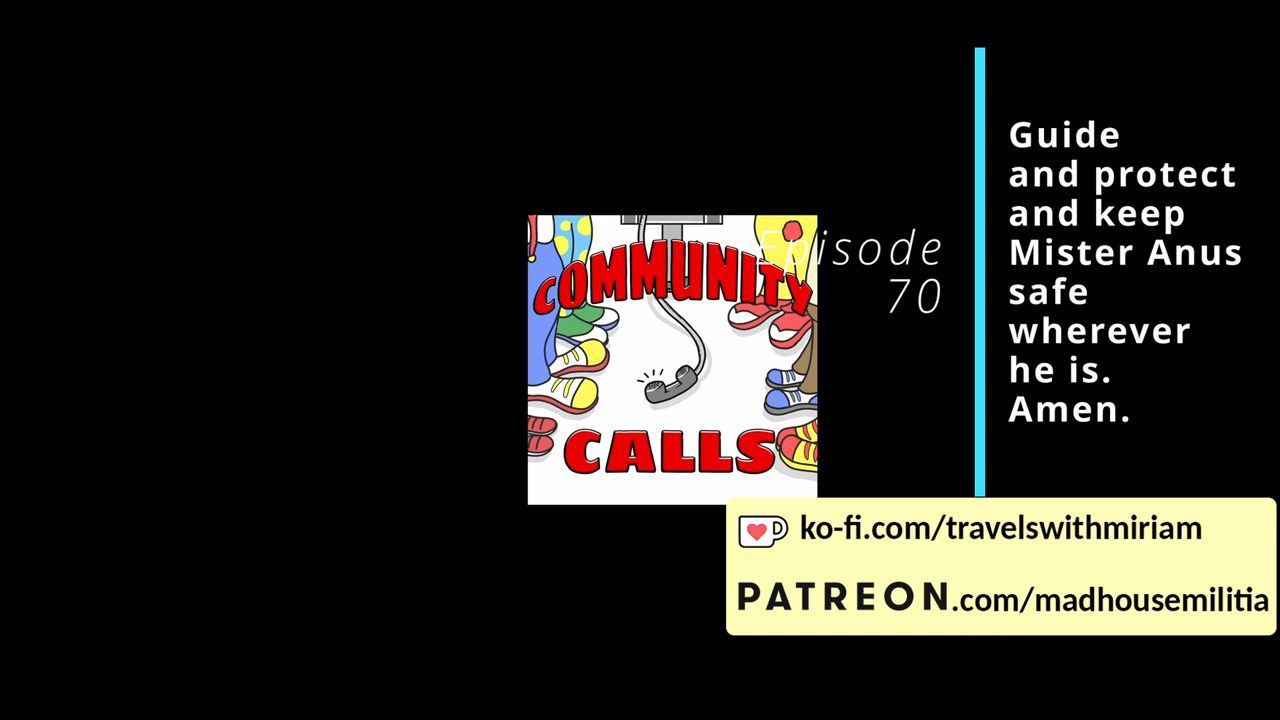 COMMUNITY
CALLS
Episode
70
Guide
and protect
and keep
Mister Anus
safe
wherever
he is.
Amen.
ko-fi.com/travelswithmiriam
PATREON.com/madhousemilitia